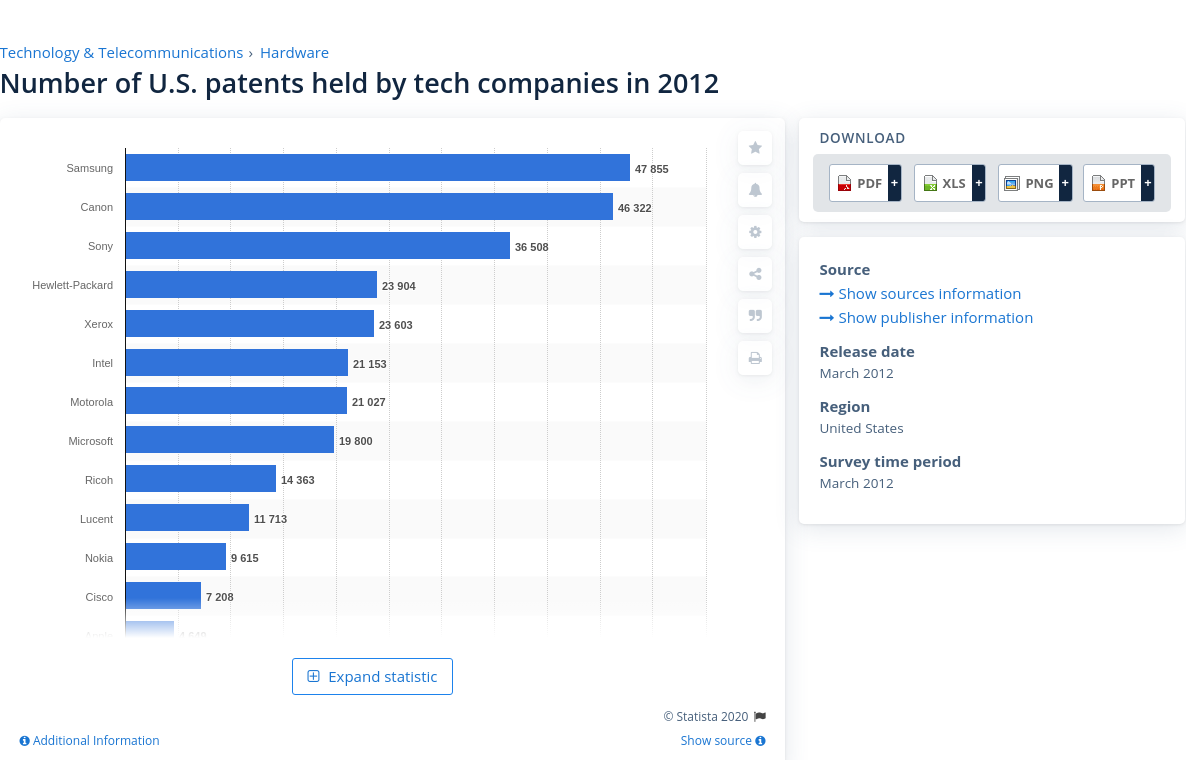 Technology & Telecommunications › Hardware
Number of U.S. patents held by tech companies in 2012
Samsung 47 855
Canon 46 322
Sony 36 508
Hewlett-Packard 23 904
Xerox 23 603
Intel 21 153
Motorola 21 027
Microsoft 19 800
Ricoh 14 363
Lucent 11 713
Nokia 9 615
Cisco 7 208
Apple
Expand statistic
© Statista 2020
Additional Information
Show source
DOWNLOAD
PDF + XLS + PNG + PPT +
Source
Show sources information
Show publisher information
Release date
March 2012
Region
United States
Survey time period
March 2012